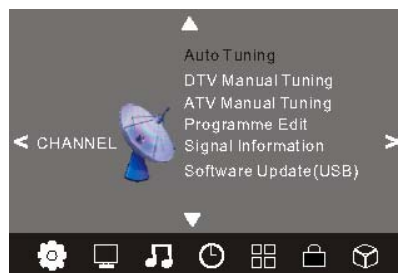 Auto Tuning
DTV Manual Tuning
ATV Manual Tuning
Programme Edit
< CHANNEL Signal Information >
Software Update(USB)